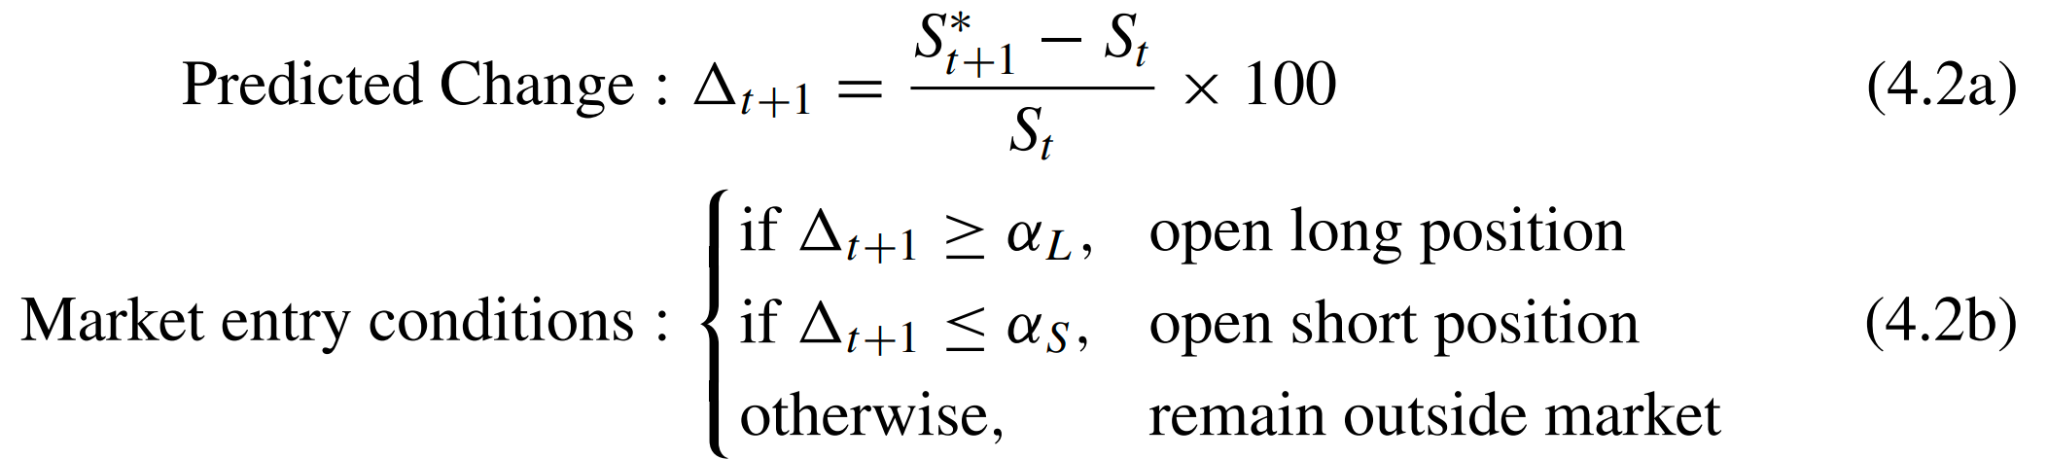 Predicted Change : Δ_{t+1} = \frac{S^*_{t+1} − S_t}{S_t} × 100 (4.2a)
if Δ_{t+1} ≥ α_L, open long position
Market entry conditions : { if Δ_{t+1} ≤ α_S, open short position (4.2b)
otherwise, remain outside market